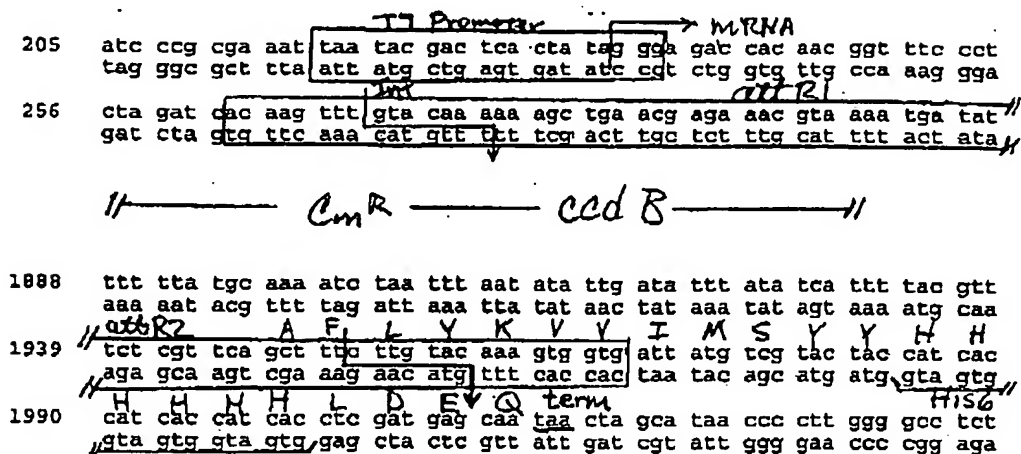 T7 Promoter mRNA
205 atc ccg cga aat taa tac gac tca cta tag gga gac cac aac ggt ttc cct
tag ggc gct tta att atg ctg agt gat atc cct ctg gtg ttg cca aag gga
Int attR1
256 cta gat cac aag ttt gta caa aaa agc tga acg aga aac gta aaa tga tat
gat cta gtg ttc aaa cat gtt ttt tcg act tgc tct ttg cat ttt act ata
CmR ccdB
1888 ttt tta tgc aaa atc taa ttt aat ata ttg ata ttt ata tca ttt tac gtt
aaa aat acg ttt tag att aaa tta tat aac tat aaa tat agt aaa atg caa
attR2 A F L Y K V V I M S Y Y H H
1939 tct cgt tca gct ttc ttg tac aaa gtg gtg att atg tcg tac tac cat cac
aga gca agt cga aag aac atg ttt cac cac taa tac agc atg atg gta gtg
H H H H L D E Q term His6
1990 cat cac cat cac ctc gat gag caa taa cta gca taa ccc ctt ggg gcc tct
gta gtg gta gtg gag cta ctc gtt att gat cgt att ggg gaa ccc cgg aga